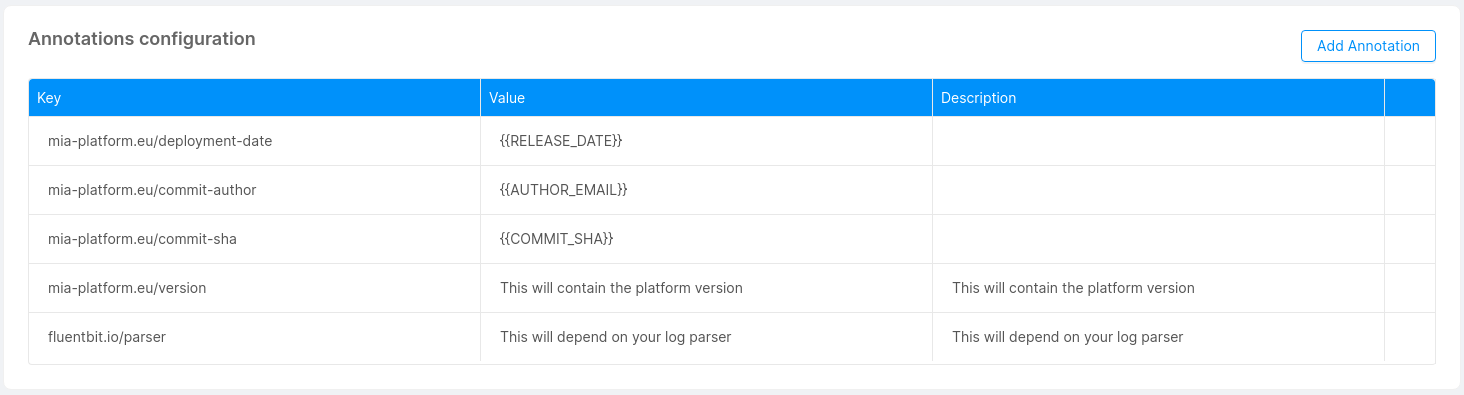 Annotations configuration
Add Annotation
Key Value Description
mia-platform.eu/deployment-date {{RELEASE_DATE}}
mia-platform.eu/commit-author {{AUTHOR_EMAIL}}
mia-platform.eu/commit-sha {{COMMIT_SHA}}
mia-platform.eu/version This will contain the platform version This will contain the platform version
fluentbit.io/parser This will depend on your log parser This will depend on your log parser